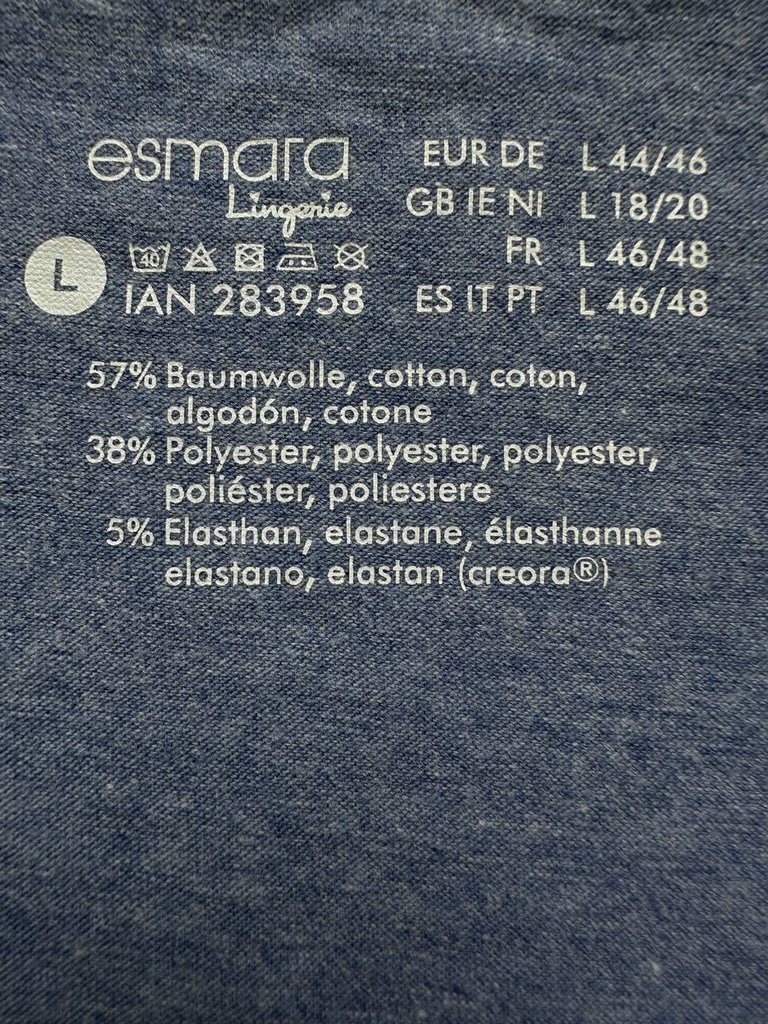 esmara
Lingerie
L
40
IAN 283958
EUR DE L 44/46
GB IE NI L 18/20
FR L 46/48
ES IT PT L 46/48
57% Baumwolle, cotton, coton,
algodón, cotone
38% Polyester, polyester, polyester,
poliéster, poliestere
5% Elasthan, elastane, élasthanne
elastano, elastan (creora®)